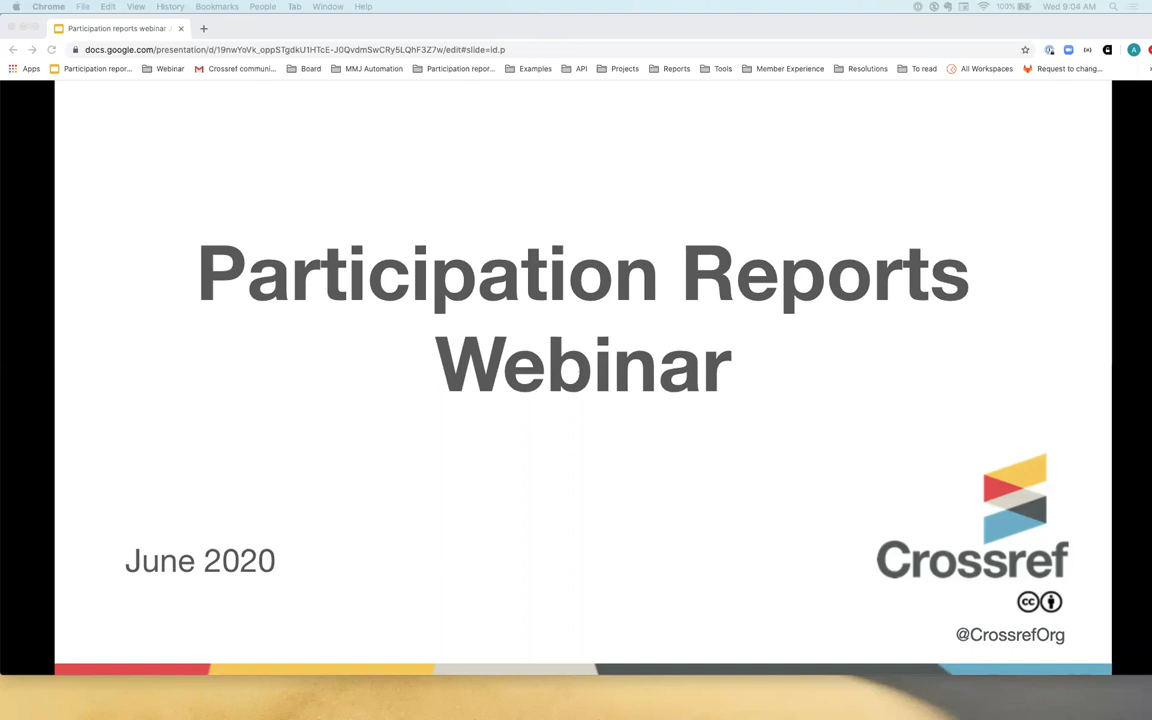 Chrome File Edit View History Bookmarks People Tab Window Help 100% Wed 9:04 AM
Participation reports webinar
docs.google.com/presentation/d/19nwYoVk_oppSTgdkU1HTcE-J0QvdmSwCRy5LQhF3Z7w/edit#slide=id.p A
Apps Participation repor... Webinar Crossref communi... Board MMJ Automation Participation repor... Examples API Projects Reports Tools Member Experience Resolutions To read All Workspaces Request to chang...
Participation Reports
Webinar
June 2020
Crossref
cc
@CrossrefOrg